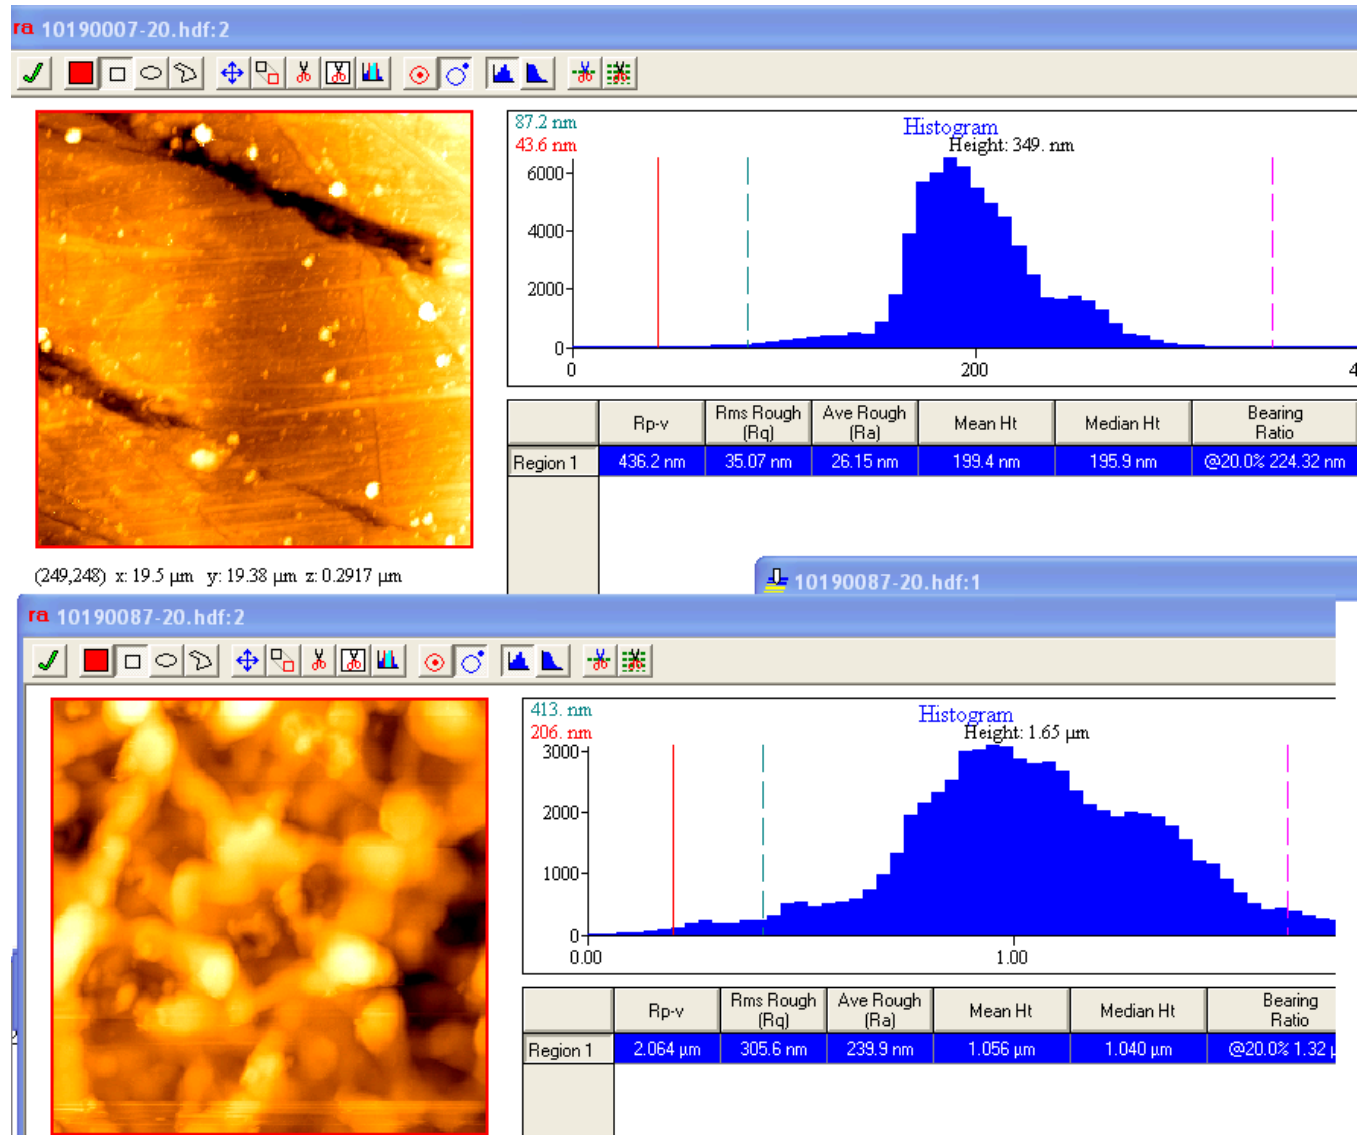 ra 10190007-20.hdf:2
87.2 nm
43.6 nm
Histogram
Height: 349. nm
6000
4000
2000
0
0 200 4
Rp-v Rms Rough (Rq) Ave Rough (Ra) Mean Ht Median Ht Bearing Ratio
Region 1 436.2 nm 35.07 nm 26.15 nm 199.4 nm 195.9 nm @20.0% 224.32 nm
(249,248) x: 19.5 µm y: 19.38 µm z: 0.2917 µm
10190087-20.hdf:1
ra 10190087-20.hdf:2
413. nm
206. nm
Histogram
Height: 1.65 µm
3000
2000
1000
0
0.00 1.00
Rp-v Rms Rough (Rq) Ave Rough (Ra) Mean Ht Median Ht Bearing Ratio
Region 1 2.064 µm 305.6 nm 239.9 nm 1.056 µm 1.040 µm @20.0% 1.32 µ